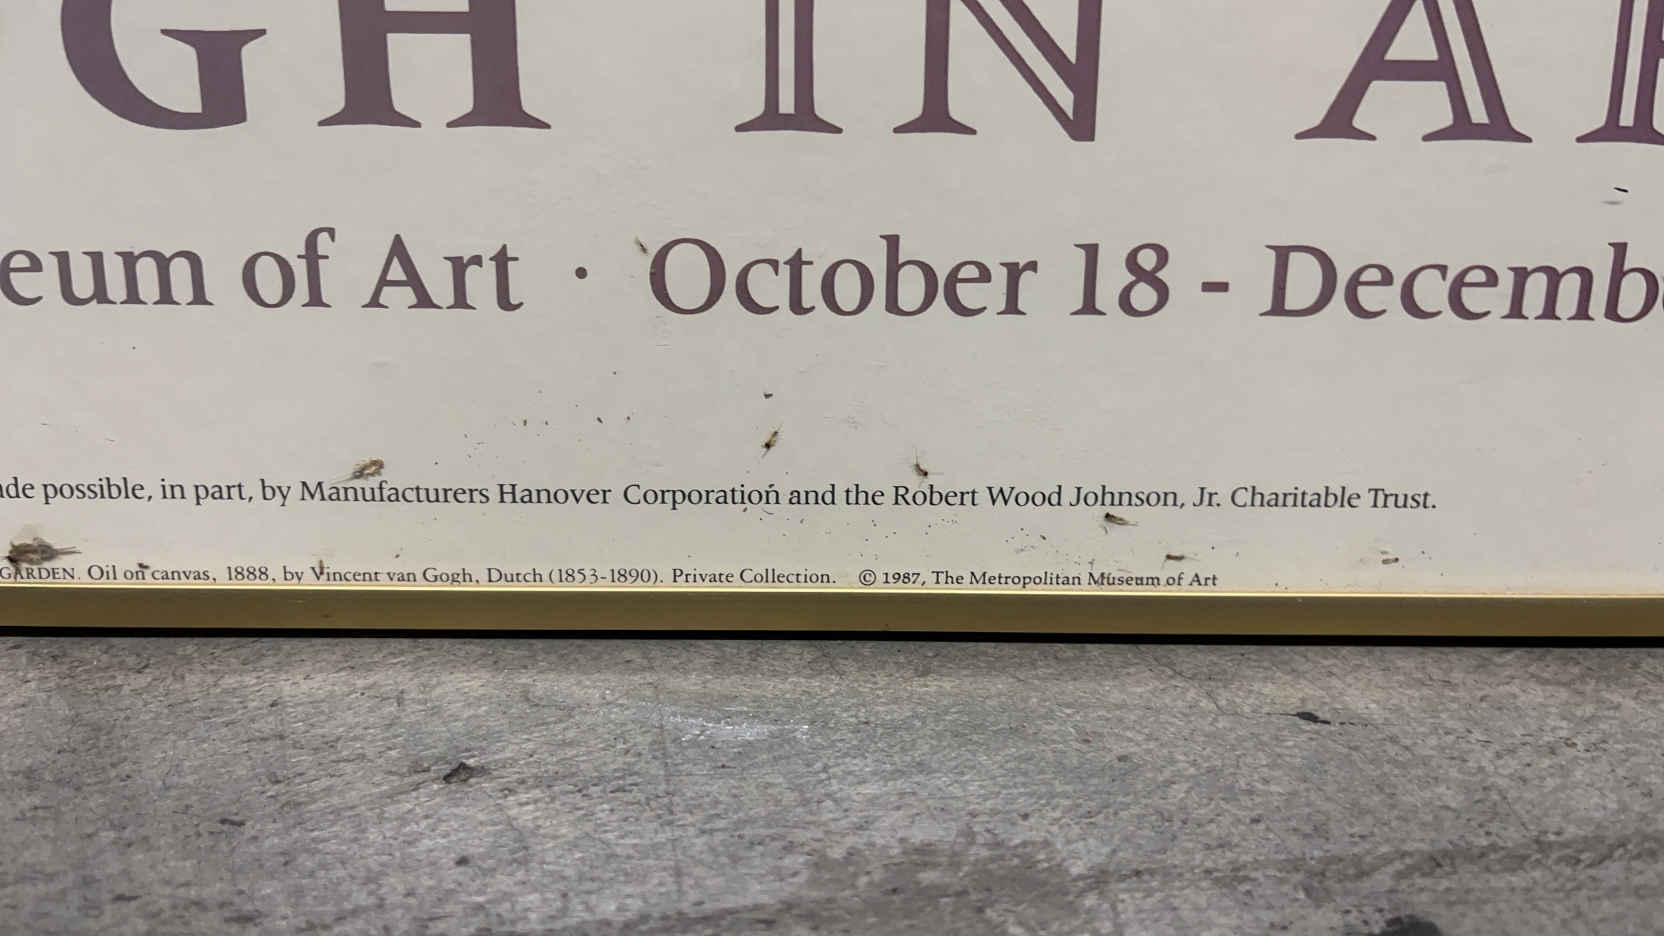 GH IN A
eum of Art · October 18 - Decemb
de possible, in part, by Manufacturers Hanover Corporation and the Robert Wood Johnson, Jr. Charitable Trust.
GARDEN. Oil on canvas, 1888, by Vincent van Gogh, Dutch (1853-1890). Private Collection. © 1987, The Metropolitan Museum of Art